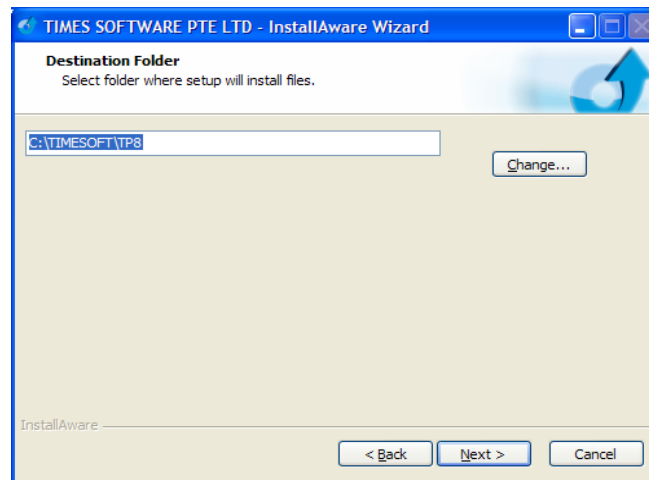 TIMES SOFTWARE PTE LTD - InstallAware Wizard
Destination Folder
Select folder where setup will install files.
C:\TIMESOFT\TP8
Change...
InstallAware
< Back Next > Cancel